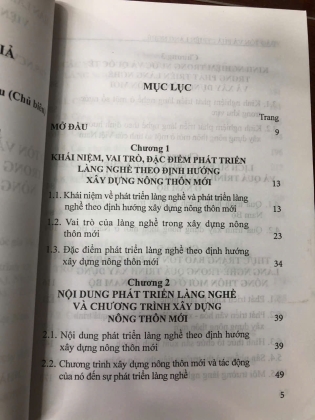 IẢ
ủ biên
MỤC LỤC
Trang
MỞ ĐẦU 9
Chương 1
KHÁI NIỆM, VAI TRÒ, ĐẶC ĐIỂM PHÁT TRIỂN
LÀNG NGHỀ THEO ĐỊNH HƯỚNG
XÂY DỰNG NÔNG THÔN MỚI 13
1.1. Khái niệm về phát triển làng nghề và phát triển làng
nghề theo định hướng xây dựng nông thôn mới 13
1.2. Vai trò của làng nghề trong xây dựng nông
thôn mới 23
1.3. Đặc điểm phát triển làng nghề theo định hướng
xây dựng nông thôn mới 34
Chương 2
NỘI DUNG PHÁT TRIỂN LÀNG NGHỀ
VÀ CHƯƠNG TRÌNH XÂY DỰNG
NÔNG THÔN MỚI 39
2.1. Nội dung phát triển làng nghề theo định hướng
xây dựng nông thôn mới 39
2.2. Chương trình xây dựng nông thôn mới và tác động
của nó đến sự phát triển làng nghề 49
5